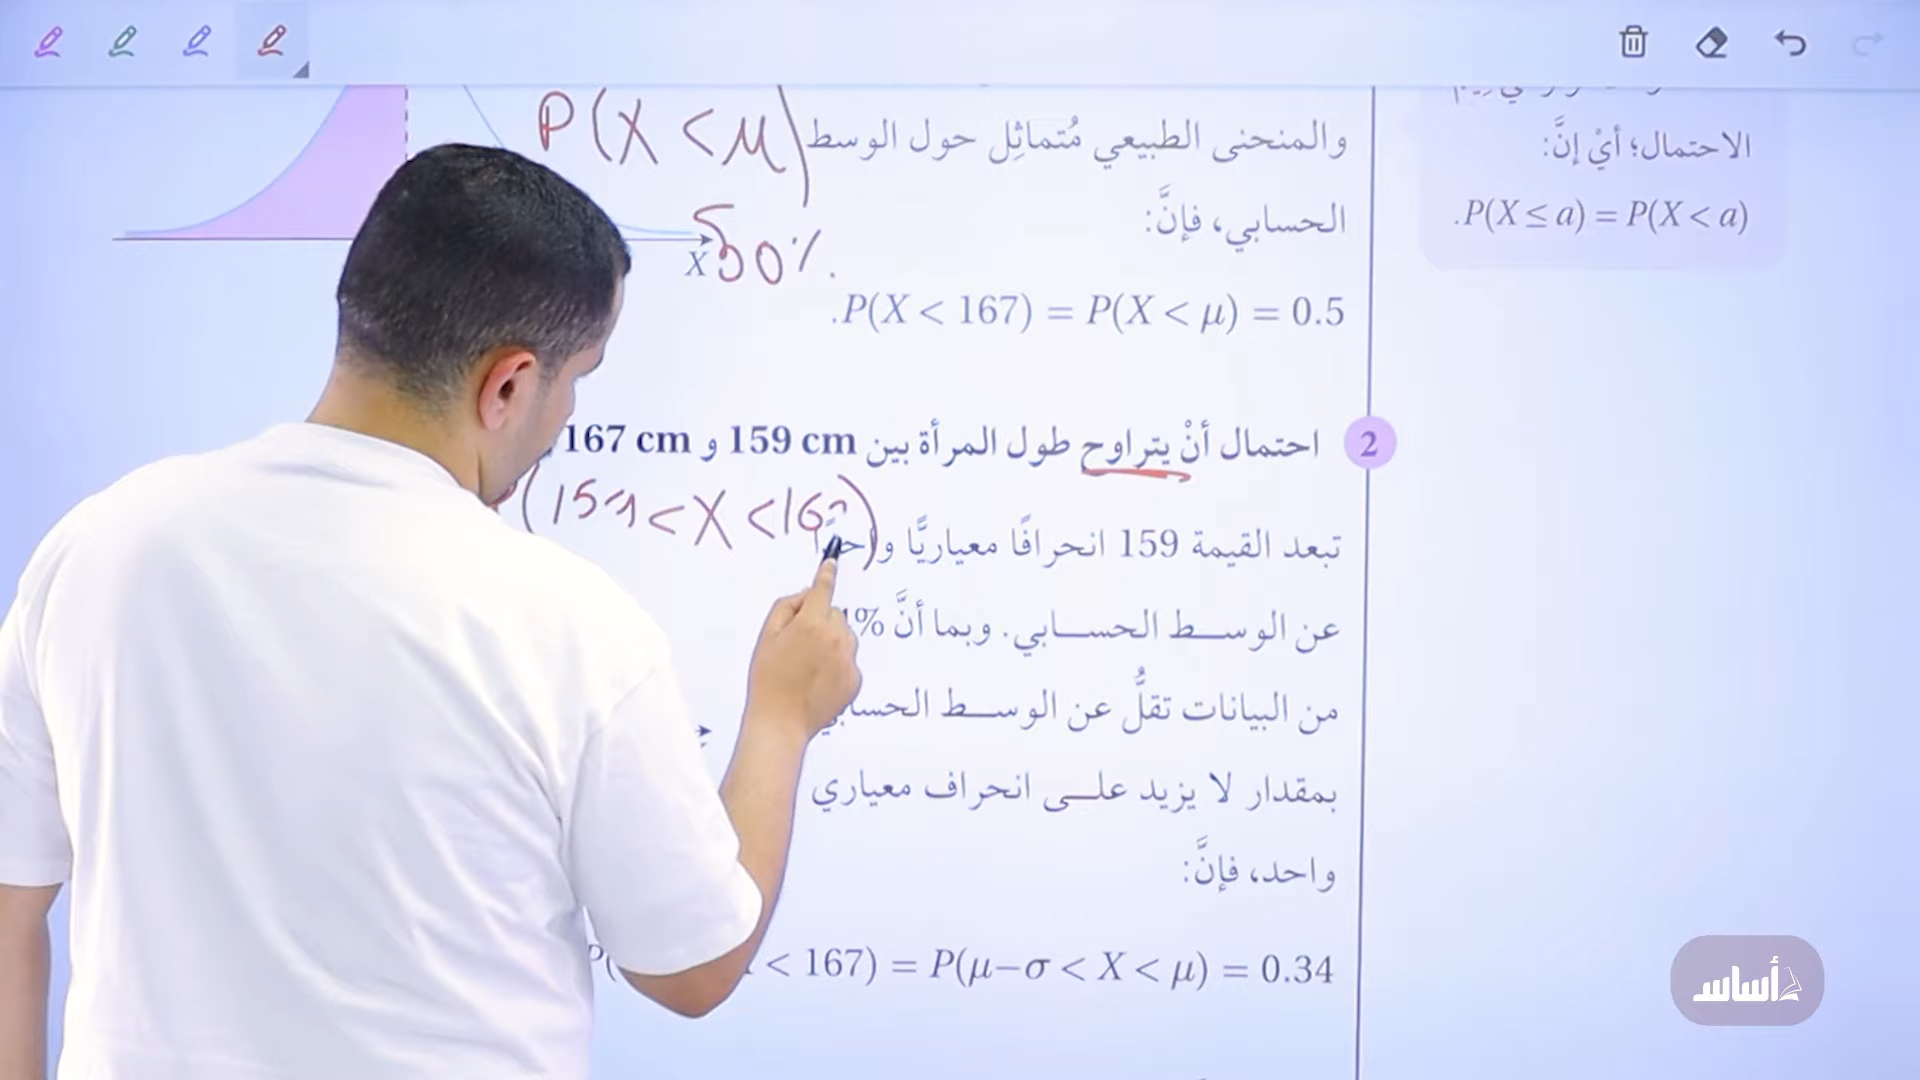 الاحتمال؛ أيْ إنَّ:
P(X ≤ a) = P(X < a).
P(X < μ)
50%
X
والمنحنى الطبيعي مُتماثِل حول الوسط
الحسابي، فإنَّ:
P(X < 167) = P(X < μ) = 0.5.
2 احتمال أنْ يتراوح طول المرأة بين 159 cm و 167 cm
(159 < X < 167)
تبعد القيمة 159 انحرافًا معياريًّا واحدًا
عن الوسط الحسابي. وبما أنَّ %
من البيانات تقلُّ عن الوسط الحسابي
بمقدار لا يزيد على انحراف معياري
واحد، فإنَّ:
P( < 167) = P(μ−σ < X < μ) = 0.34
أساس